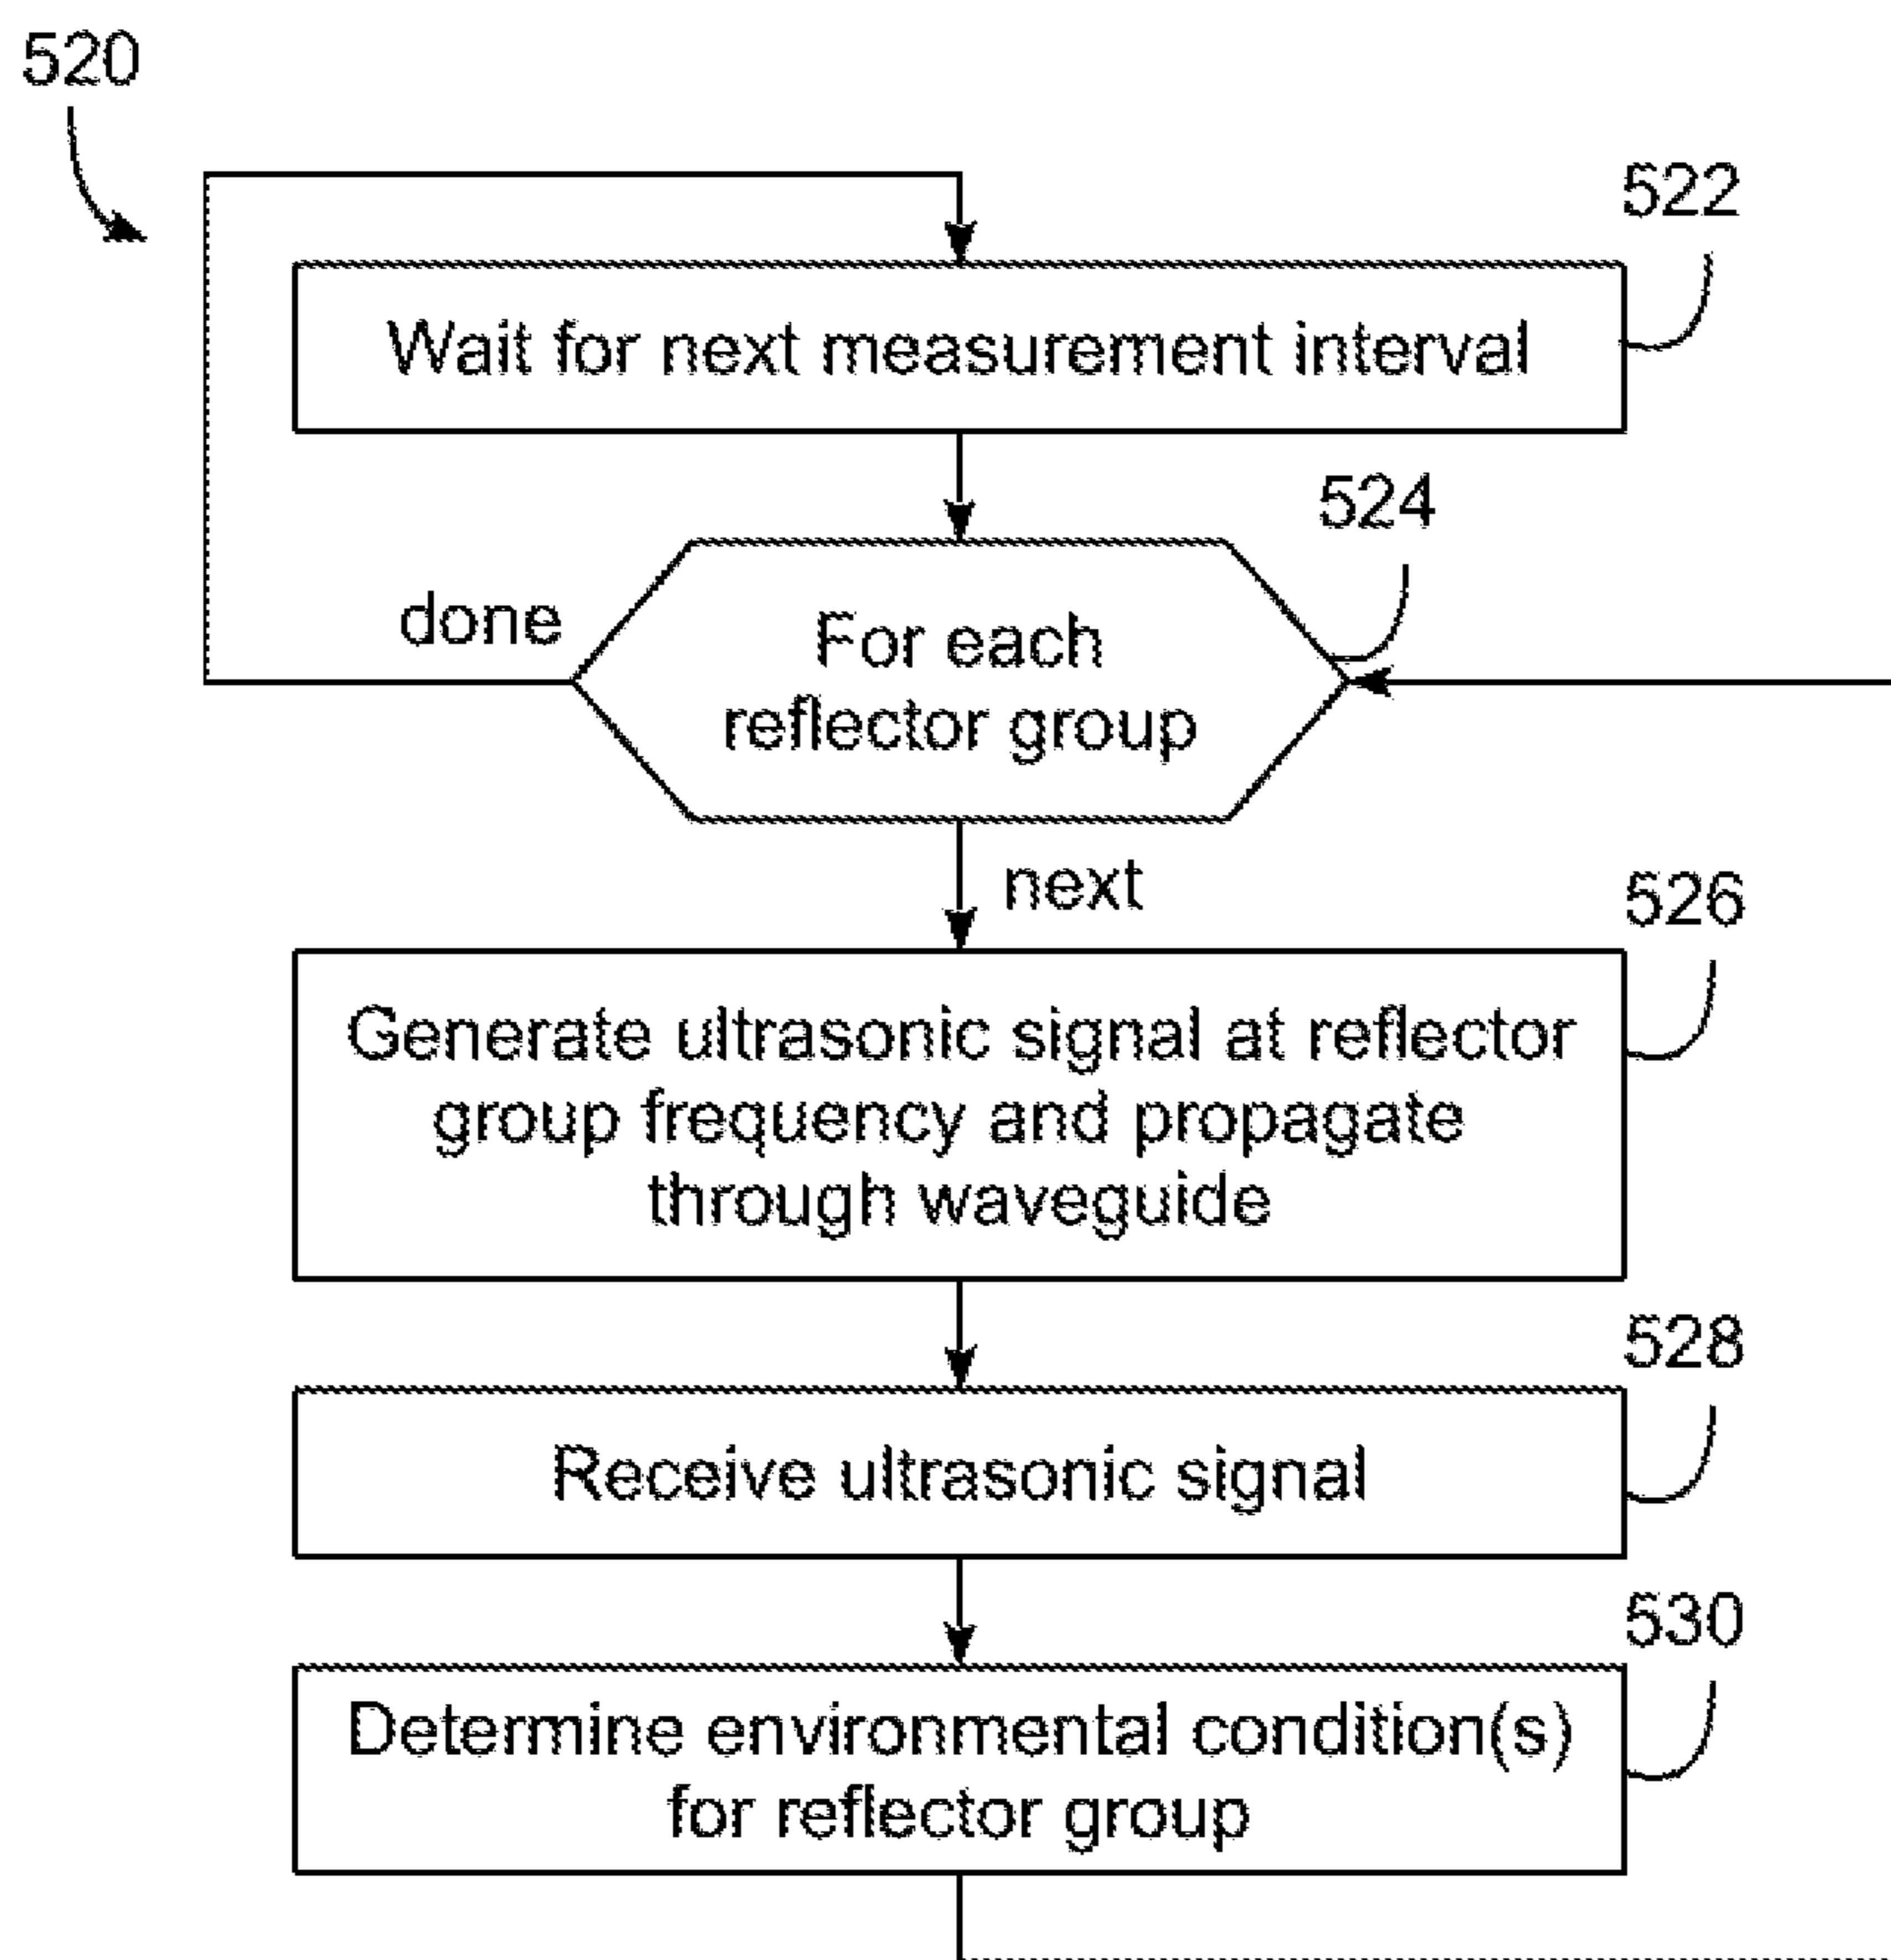 520
522
Wait for next measurement interval
524
done
For each
reflector group
next
526
Generate ultrasonic signal at reflector
group frequency and propagate
through waveguide
528
Receive ultrasonic signal
530
Determine environmental condition(s)
for reflector group